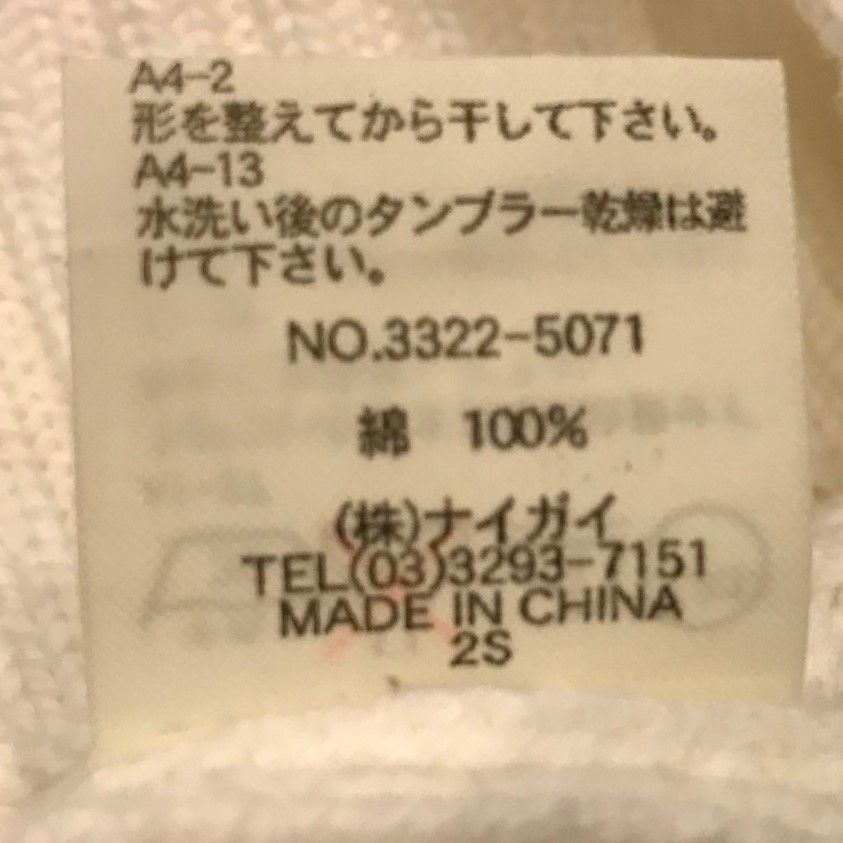 A4-2
形を整えてから干して下さい。
A4-13
水洗い後のタンブラー乾燥は避
けて下さい。
NO.3322-5071
綿 100%
(株)ナイガイ
TEL(03)3293-7151
MADE IN CHINA
2S